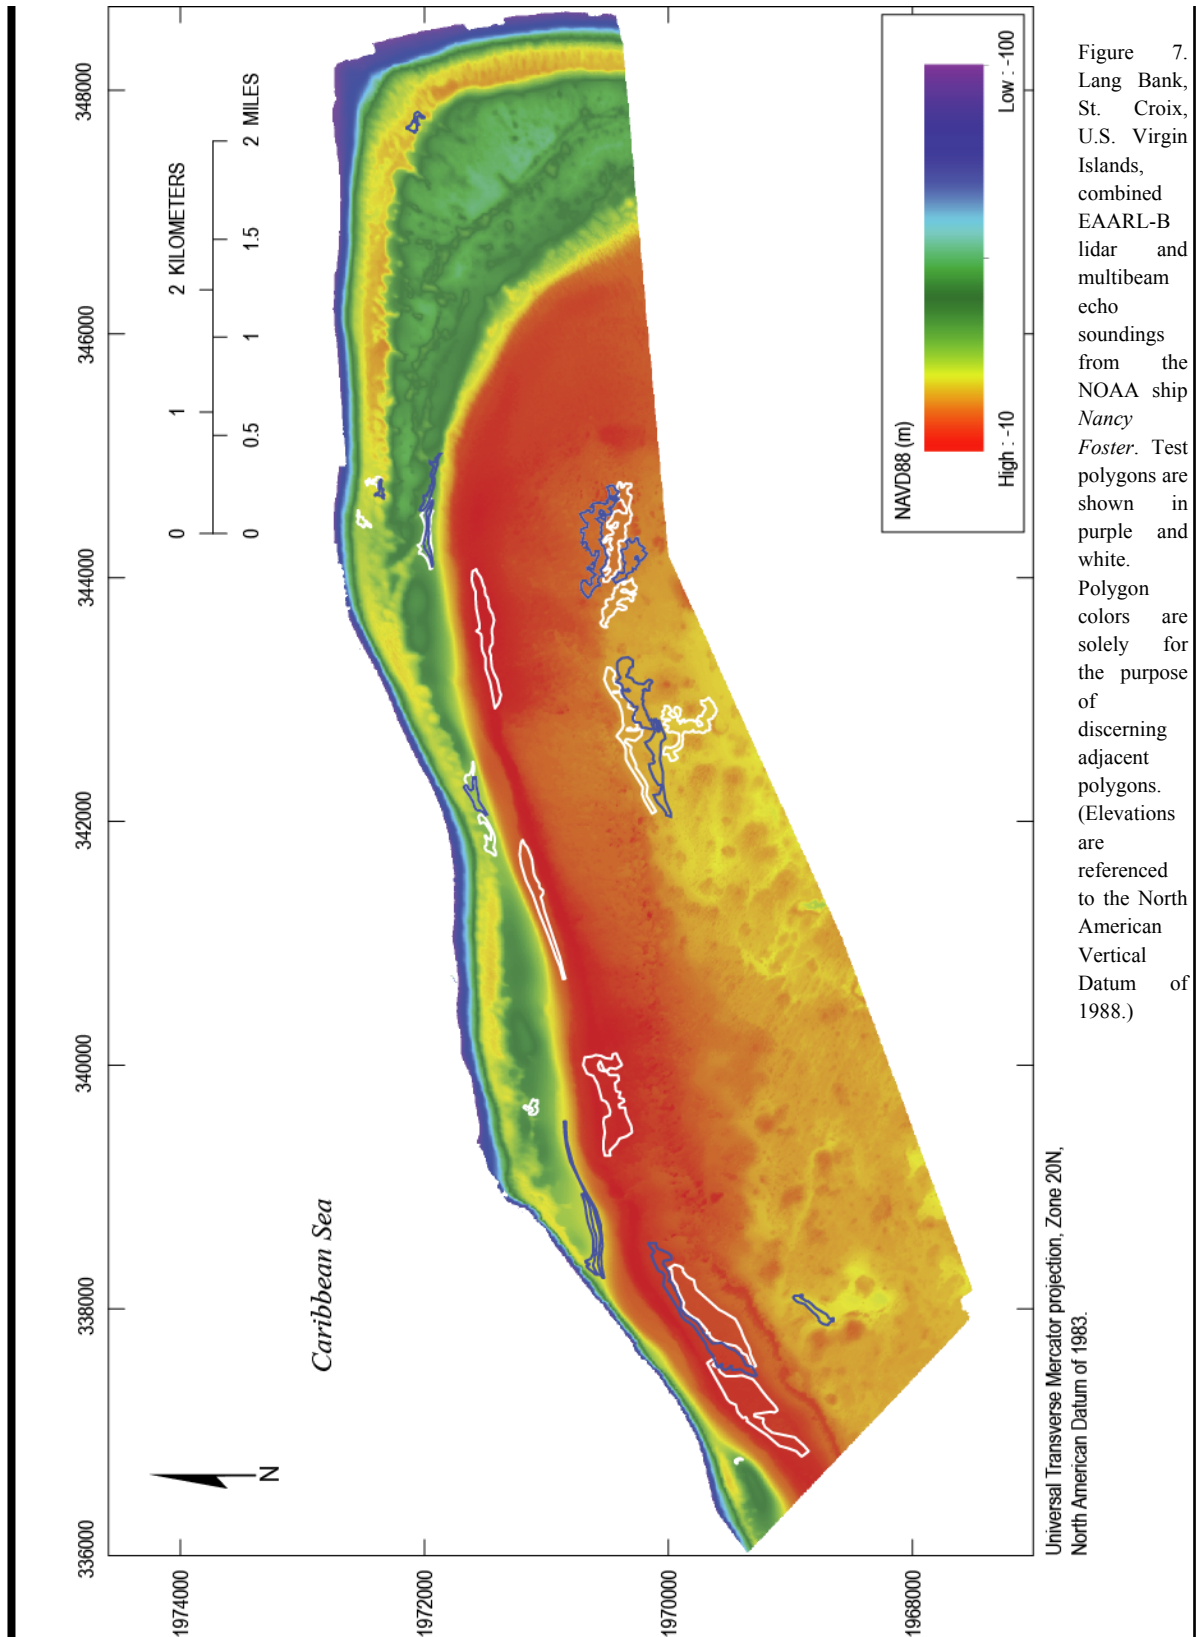 348000
346000
344000
342000
340000
338000
336000
1974000
1972000
1970000
1968000
0 1 2 KILOMETERS
0 0.5 1 1.5 2 MILES
Caribbean Sea
N
NAVD88 (m)
High : -10
Low : -100
Universal Transverse Mercator projection, Zone 20N,
North American Datum of 1983.
Figure 7.
Lang Bank,
St. Croix,
U.S. Virgin
Islands,
combined
EAARL-B
lidar and
multibeam
echo
soundings
from the
NOAA ship
Nancy
Foster. Test
polygons are
shown in
purple and
white.
Polygon
colors are
solely for
the purpose
of
discerning
adjacent
polygons.
(Elevations
are
referenced
to the North
American
Vertical
Datum of
1988.)